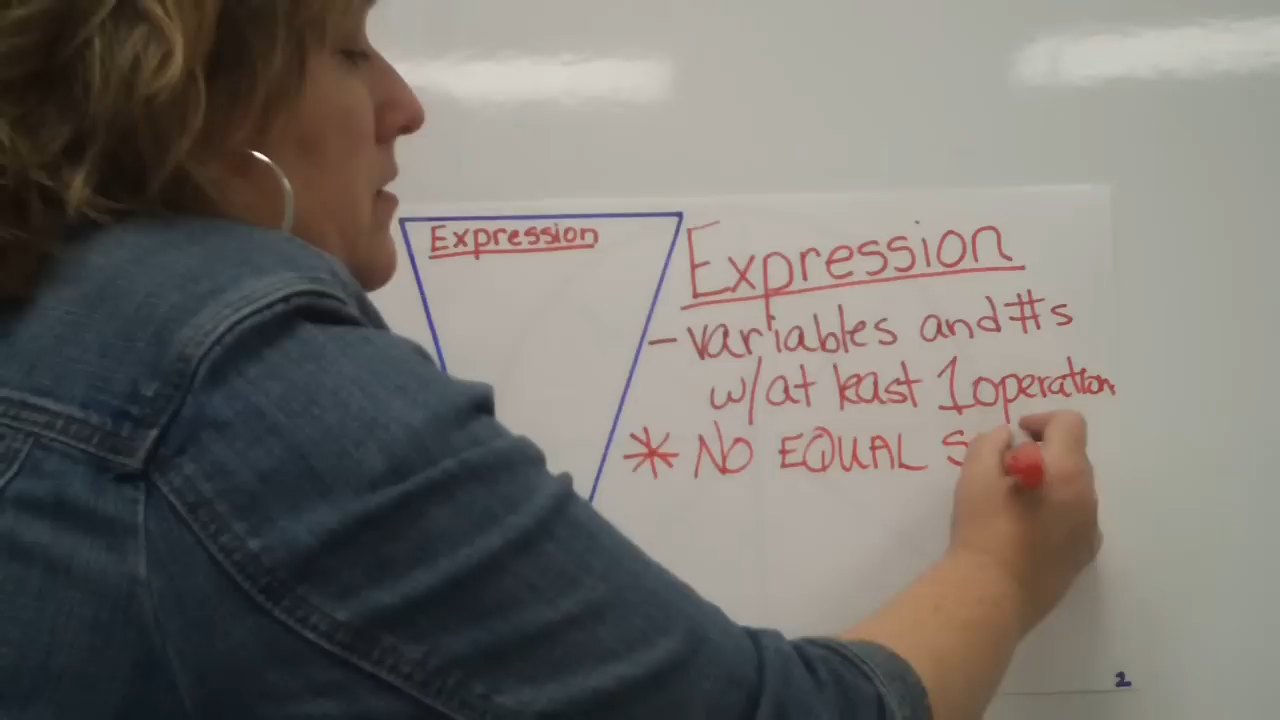 Expression
Expression
- variables and #s
w/at least 1 operation
* NO EQUAL S
2